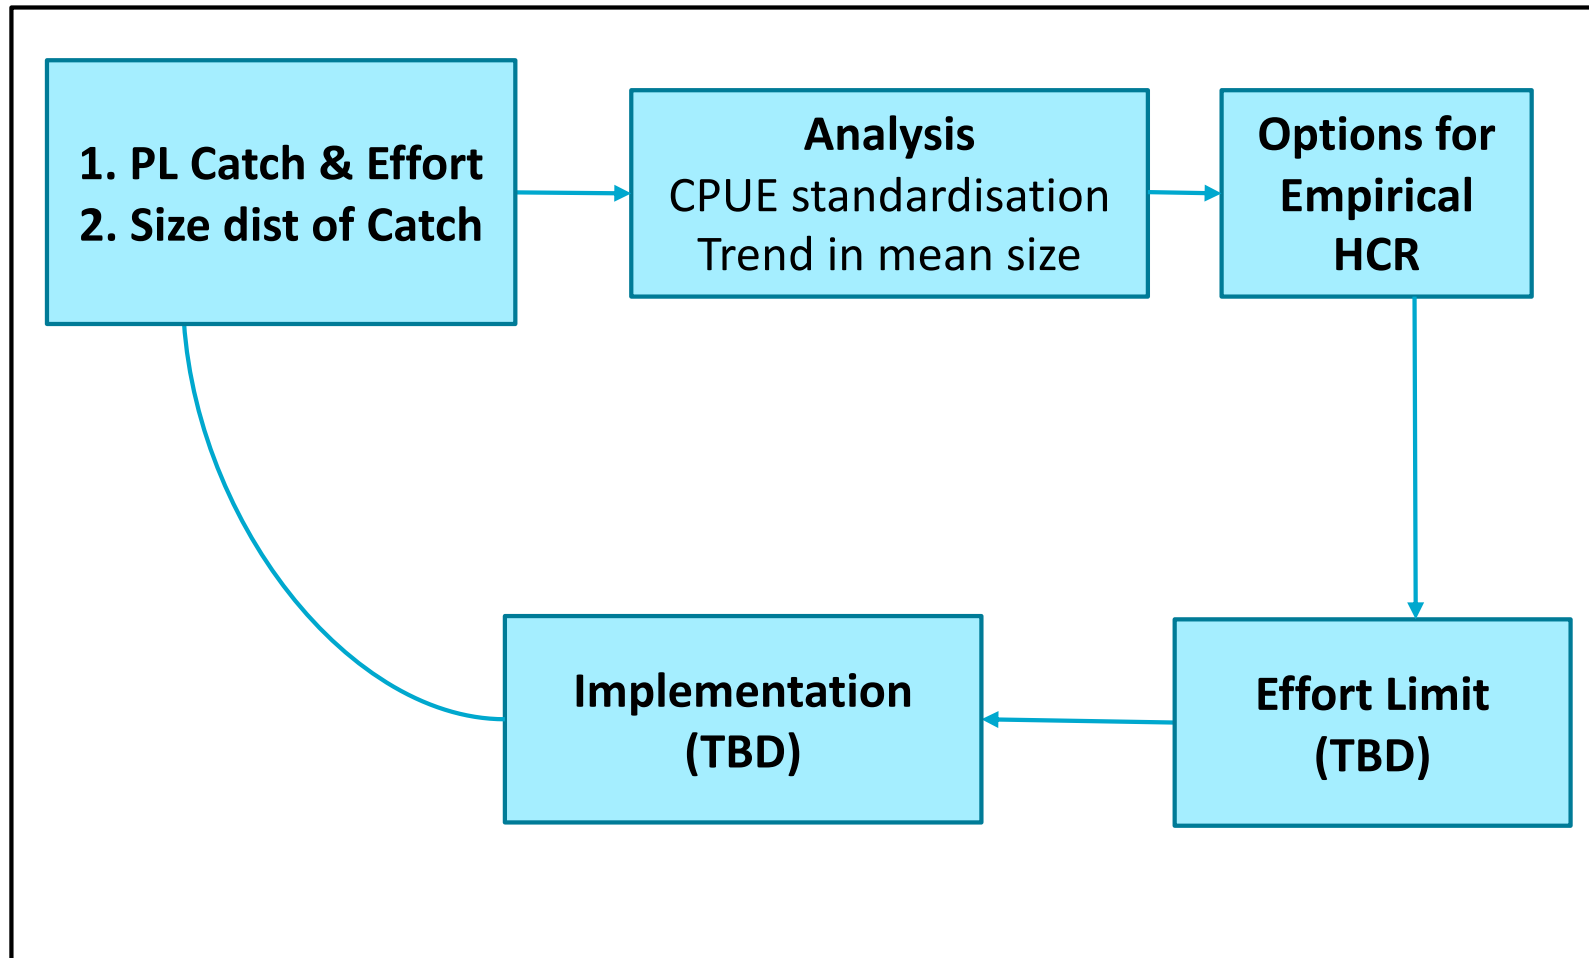 1. PL Catch & Effort
2. Size dist of Catch
Analysis
CPUE standardisation
Trend in mean size
Options for
Empirical
HCR
Effort Limit
(TBD)
Implementation
(TBD)